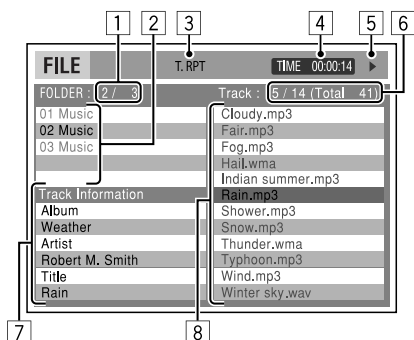 1 2 3 4 5 6
FILE T. RPT TIME 00:00:14
FOLDER : 2 / 3 Track : 5 / 14 (Total 41)
01 Music
02 Music
03 Music
Track Information
Album
Weather
Artist
Robert M. Smith
Title
Rain
Cloudy.mp3
Fair.mp3
Fog.mp3
Hail.wma
Indian summer.mp3
Rain.mp3
Shower.mp3
Snow.mp3
Thunder.wma
Typhoon.mp3
Wind.mp3
Winter sky.wav
7 8